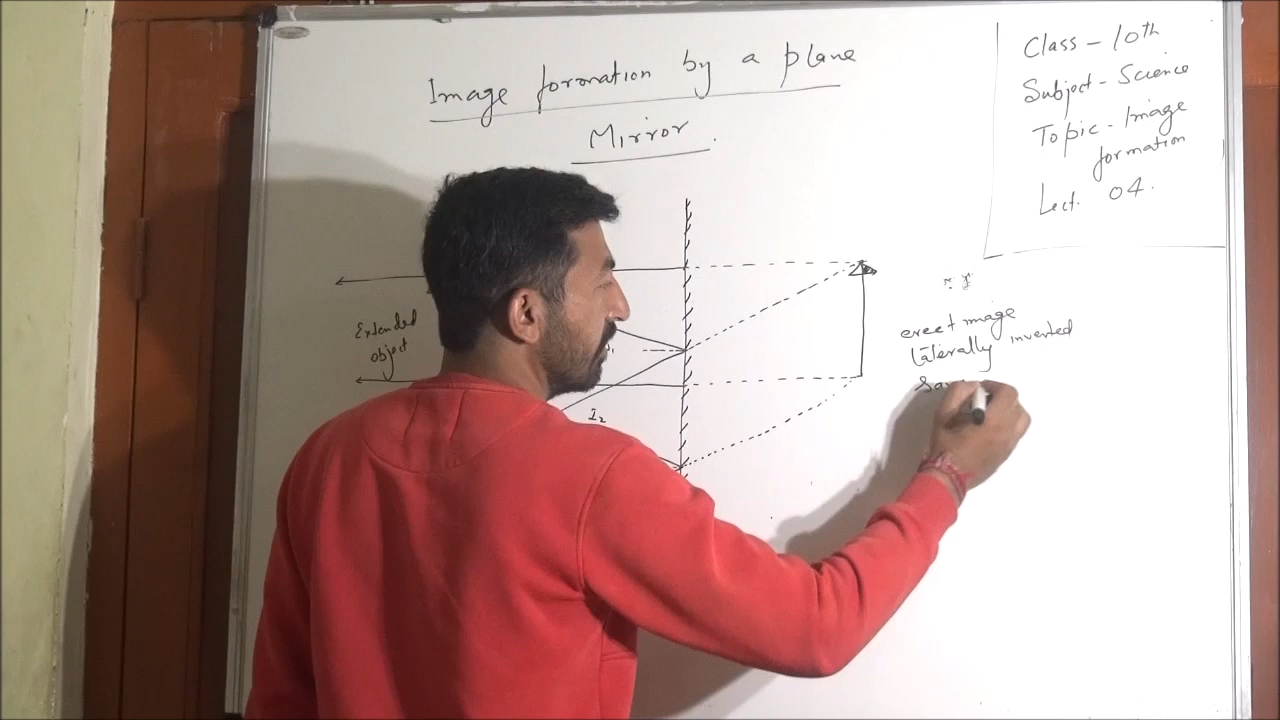 Image formation by a plane
Mirror.
Class - 10th
Subject - Science
Topic - Image
formation
Lect. 04.
Extended
object
I₂
erect image
laterally inverted